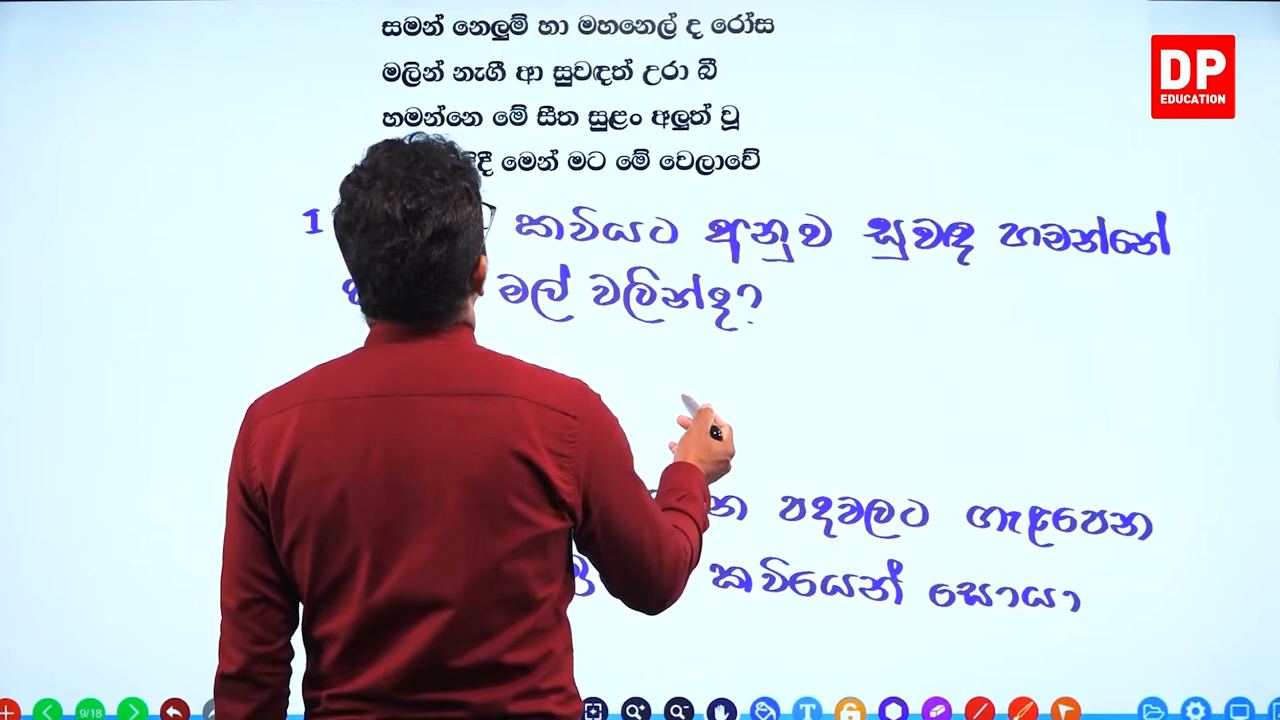 සමන් නෙලුම් හා මහනෙල් ද රෝස
මලින් නැගී ආ සුවඳත් උරා බී
හමන්නෙ මේ සීත සුළං අලුත් වූ
මෙන් මට මේ වෙලාවේ
DP
EDUCATION
1 කවියට අනුව සුවඳ හමන්නේ
මල් වලින්ද?
පදවලට ගැළපෙන
කවියෙන් සොයා
9/18